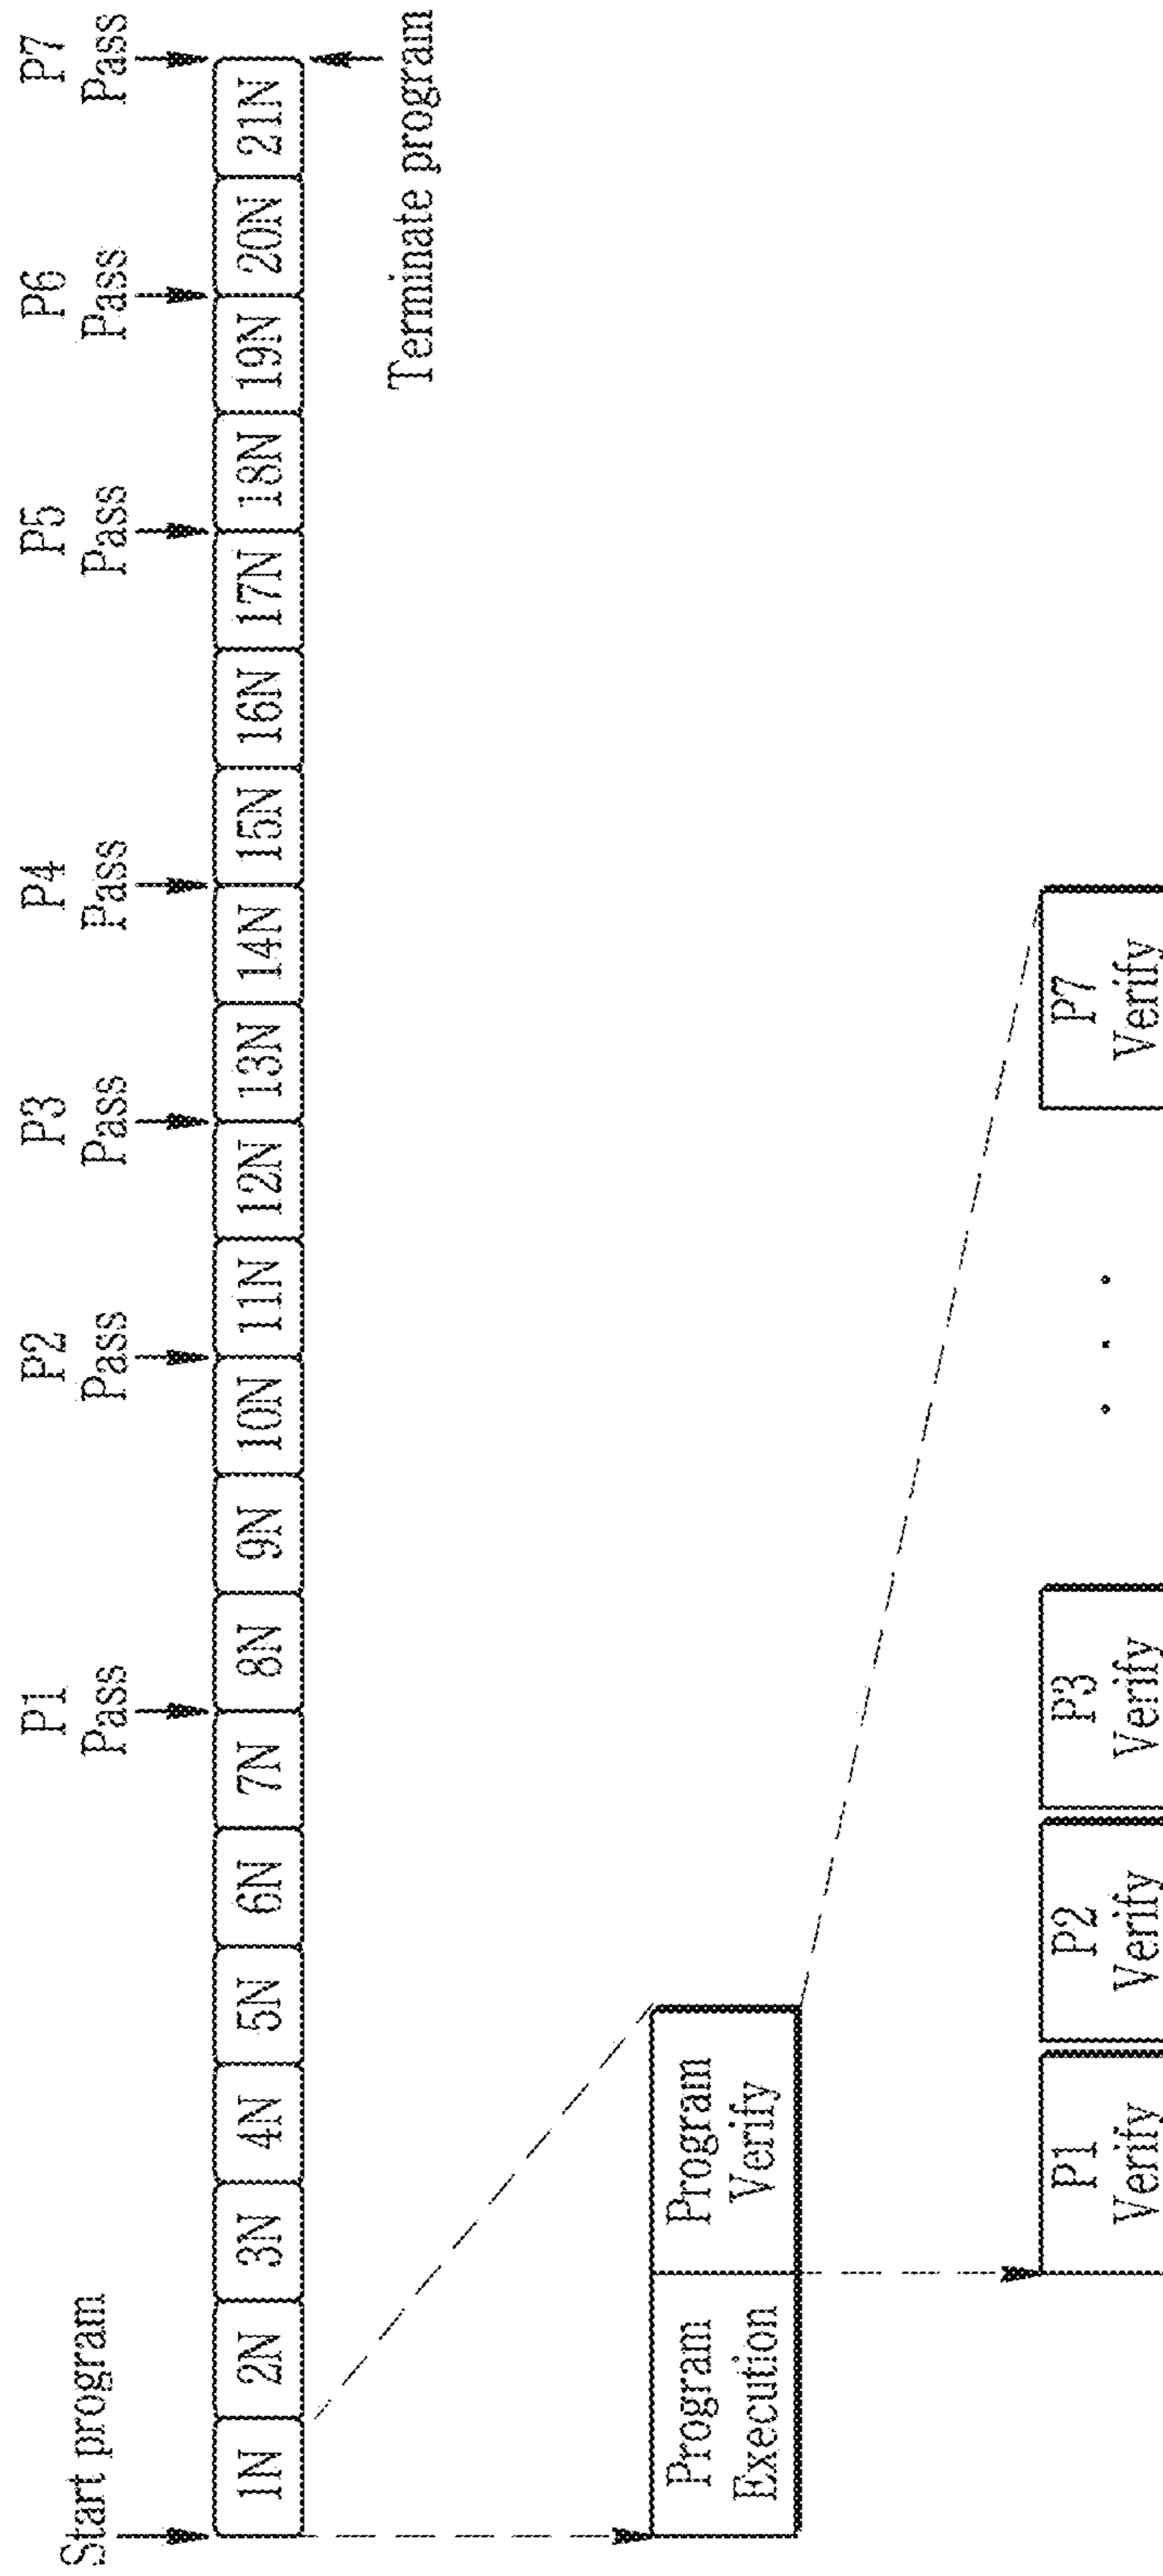 Start program
P1
Pass
P2
Pass
P3
Pass
P4
Pass
P5
Pass
P6
Pass
P7
Pass
1N 2N 3N 4N 5N 6N 7N 8N 9N 10N 11N 12N 13N 14N 15N 16N 17N 18N 19N 20N 21N
Terminate program
Program
Execution
Program
Verify
P1
Verify
P2
Verify
P3
Verify
. . .
P7
Verify